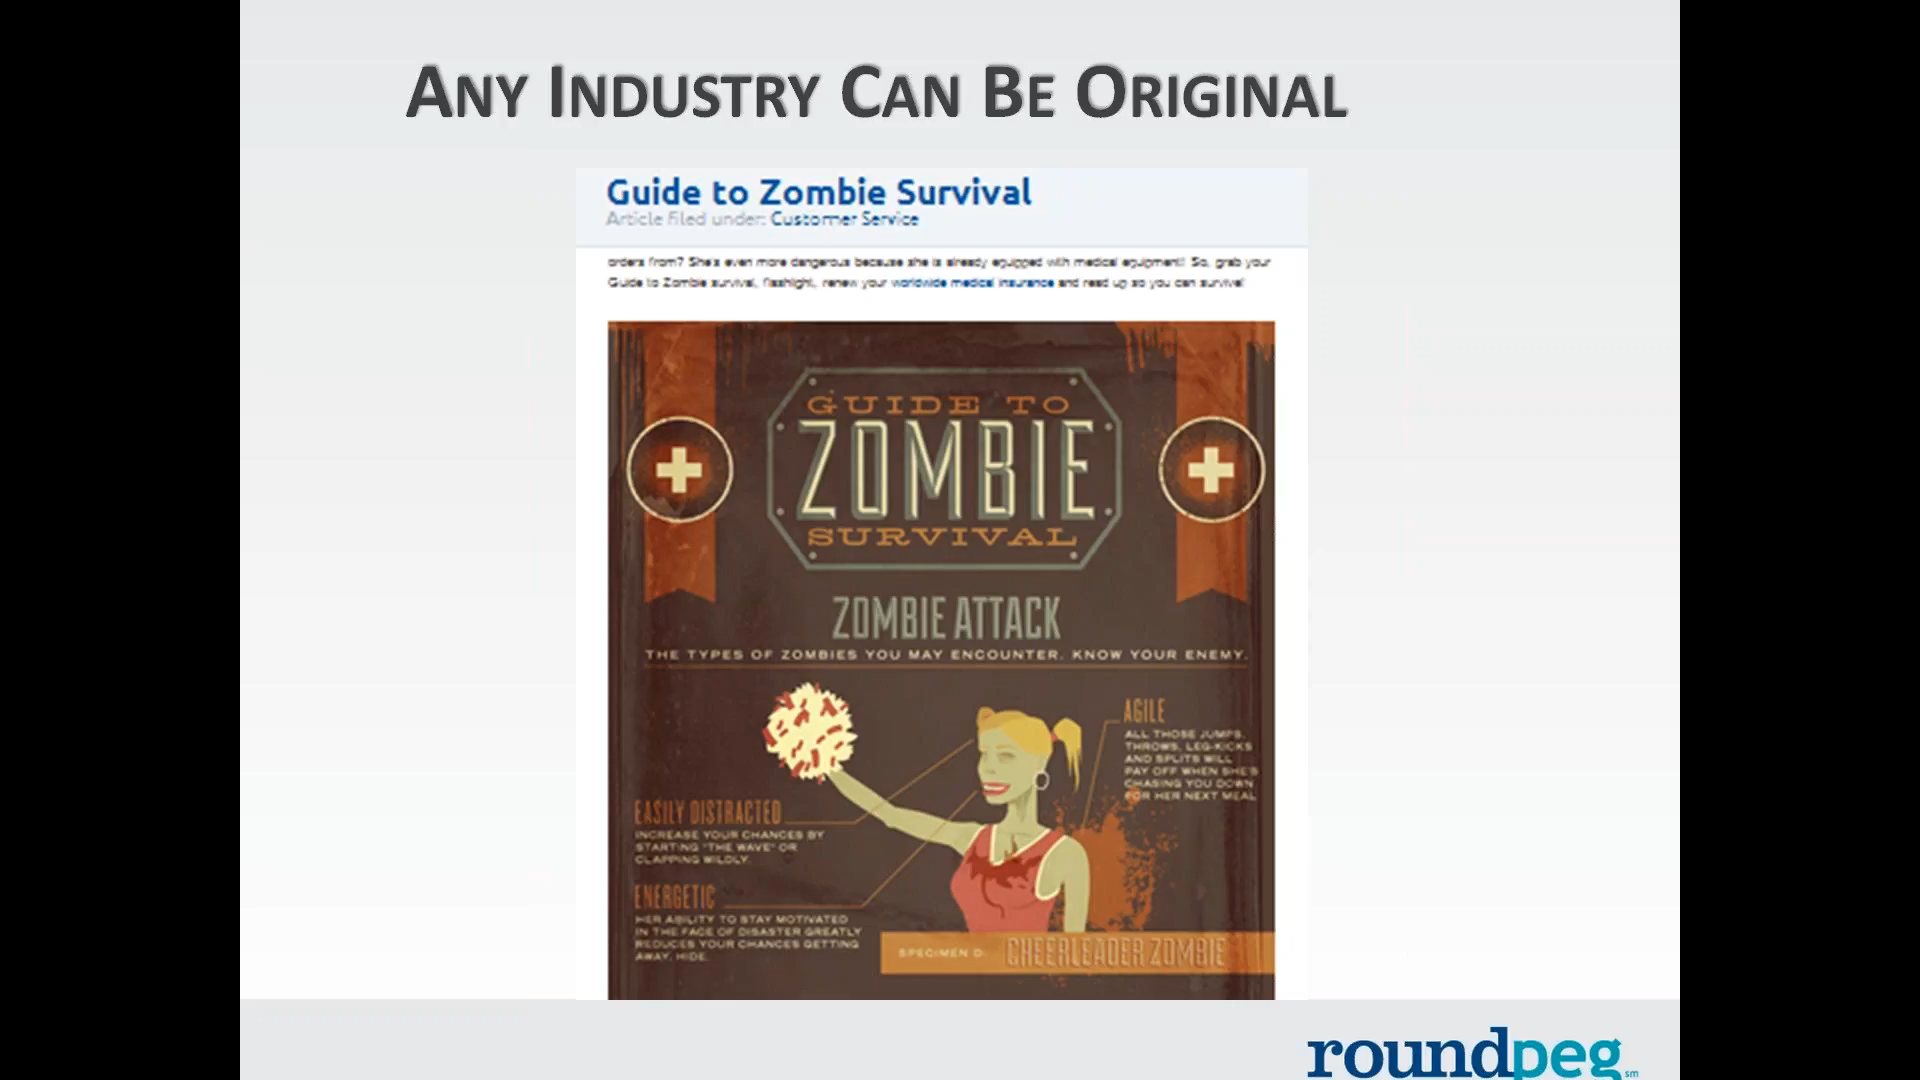 ANY INDUSTRY CAN BE ORIGINAL
Guide to Zombie Survival
Article filed under: Customer Service
orders from? She's even more dangerous because she is already equipped with medical equipment! So, grab your
Guide to Zombie survival, flashlight, renew your worldwide medical insurance and read up so you can survive!
GUIDE TO
ZOMBIE
SURVIVAL
ZOMBIE ATTACK
THE TYPES OF ZOMBIES YOU MAY ENCOUNTER. KNOW YOUR ENEMY.
AGILE
ALL THOSE JUMPS,
THROWS, LEG-KICKS
AND SPLITS WILL
PAY OFF WHEN SHE'S
CHASING YOU DOWN
FOR HER NEXT MEAL
EASILY DISTRACTED
INCREASE YOUR CHANCES BY
STARTING "THE WAVE" OR
CLAPPING WILDLY.
ENERGETIC
HER ABILITY TO STAY MOTIVATED
IN THE FACE OF DISASTER GREATLY
REDUCES YOUR CHANCES GETTING
AWAY. HIDE.
SPECIMEN D: CHEERLEADER ZOMBIE
roundpeg SM